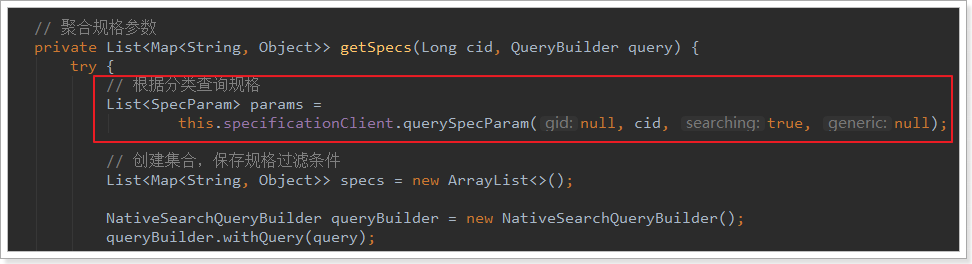 // 聚合规格参数
private List<Map<String, Object>> getSpecs(Long cid, QueryBuilder query) {
try {
// 根据分类查询规格
List<SpecParam> params =
this.specificationClient.querySpecParam( gid: null, cid, searching: true, generic: null);
// 创建集合，保存规格过滤条件
List<Map<String, Object>> specs = new ArrayList<>();
NativeSearchQueryBuilder queryBuilder = new NativeSearchQueryBuilder();
queryBuilder.withQuery(query);